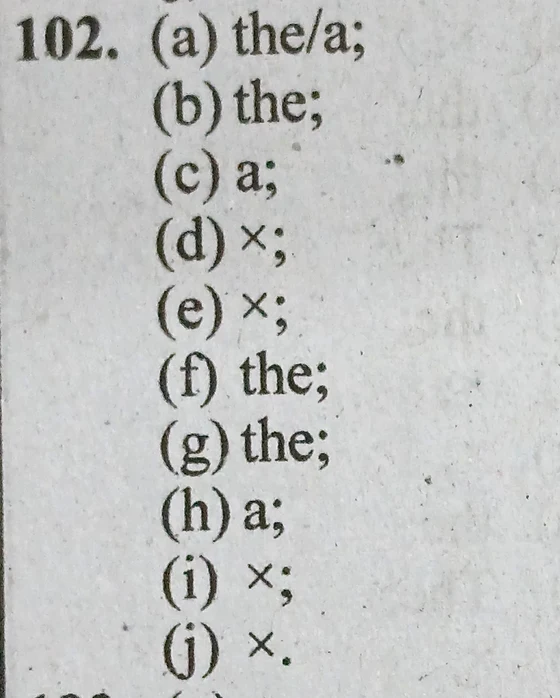 102. (a) the/a;
(b) the;
(c) a;
(d) ×;
(e) ×;
(f) the;
(g) the;
(h) a;
(i) ×;
(j) ×.